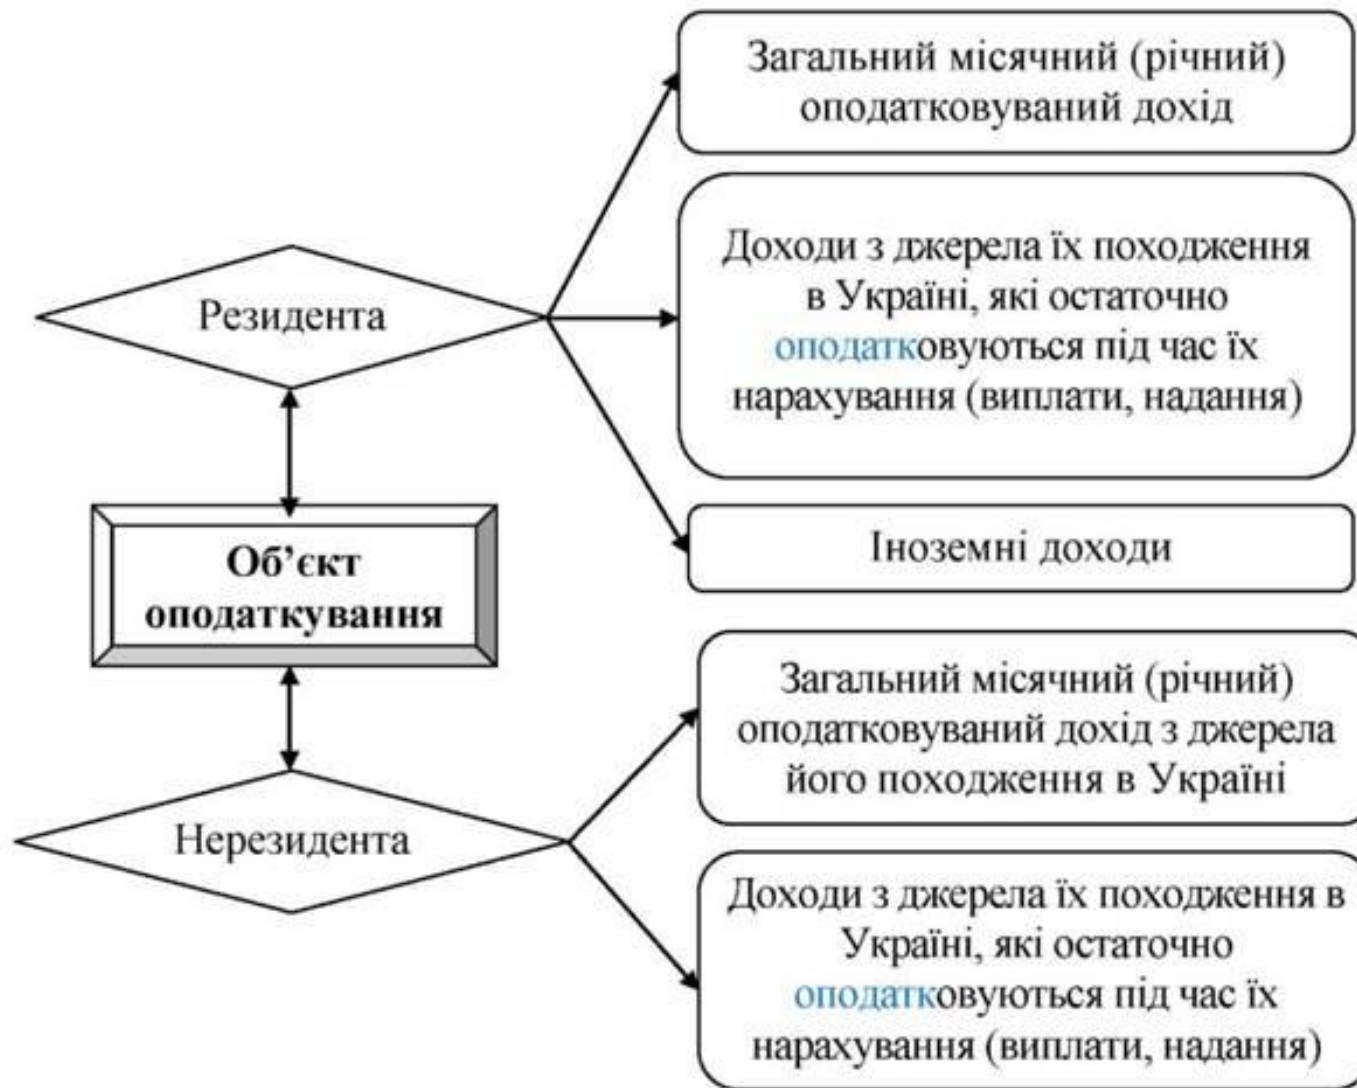 Загальний місячний (річний)
оподатковуваний дохід
Доходи з джерела їх походження
в Україні, які остаточно
оподатковуються під час їх
нарахування (виплати, надання)
Резидента
Іноземні доходи
Об’єкт
оподаткування
Загальний місячний (річний)
оподатковуваний дохід з джерела
його походження в Україні
Нерезидента
Доходи з джерела їх походження в
Україні, які остаточно
оподатковуються під час їх
нарахування (виплати, надання)